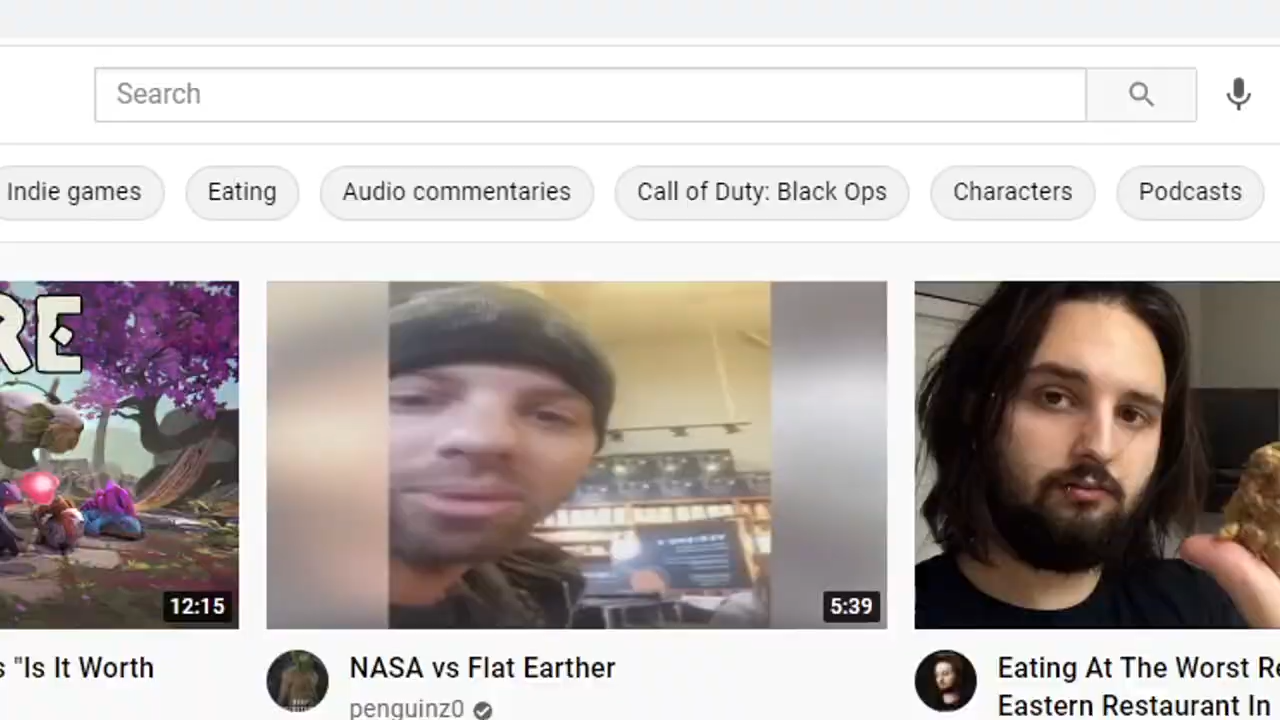 Search
Indie games
Eating
Audio commentaries
Call of Duty: Black Ops
Characters
Podcasts
RE
12:15
5:39
"Is It Worth
NASA vs Flat Earther
penguinz0
Eating At The Worst
Eastern Restaurant In